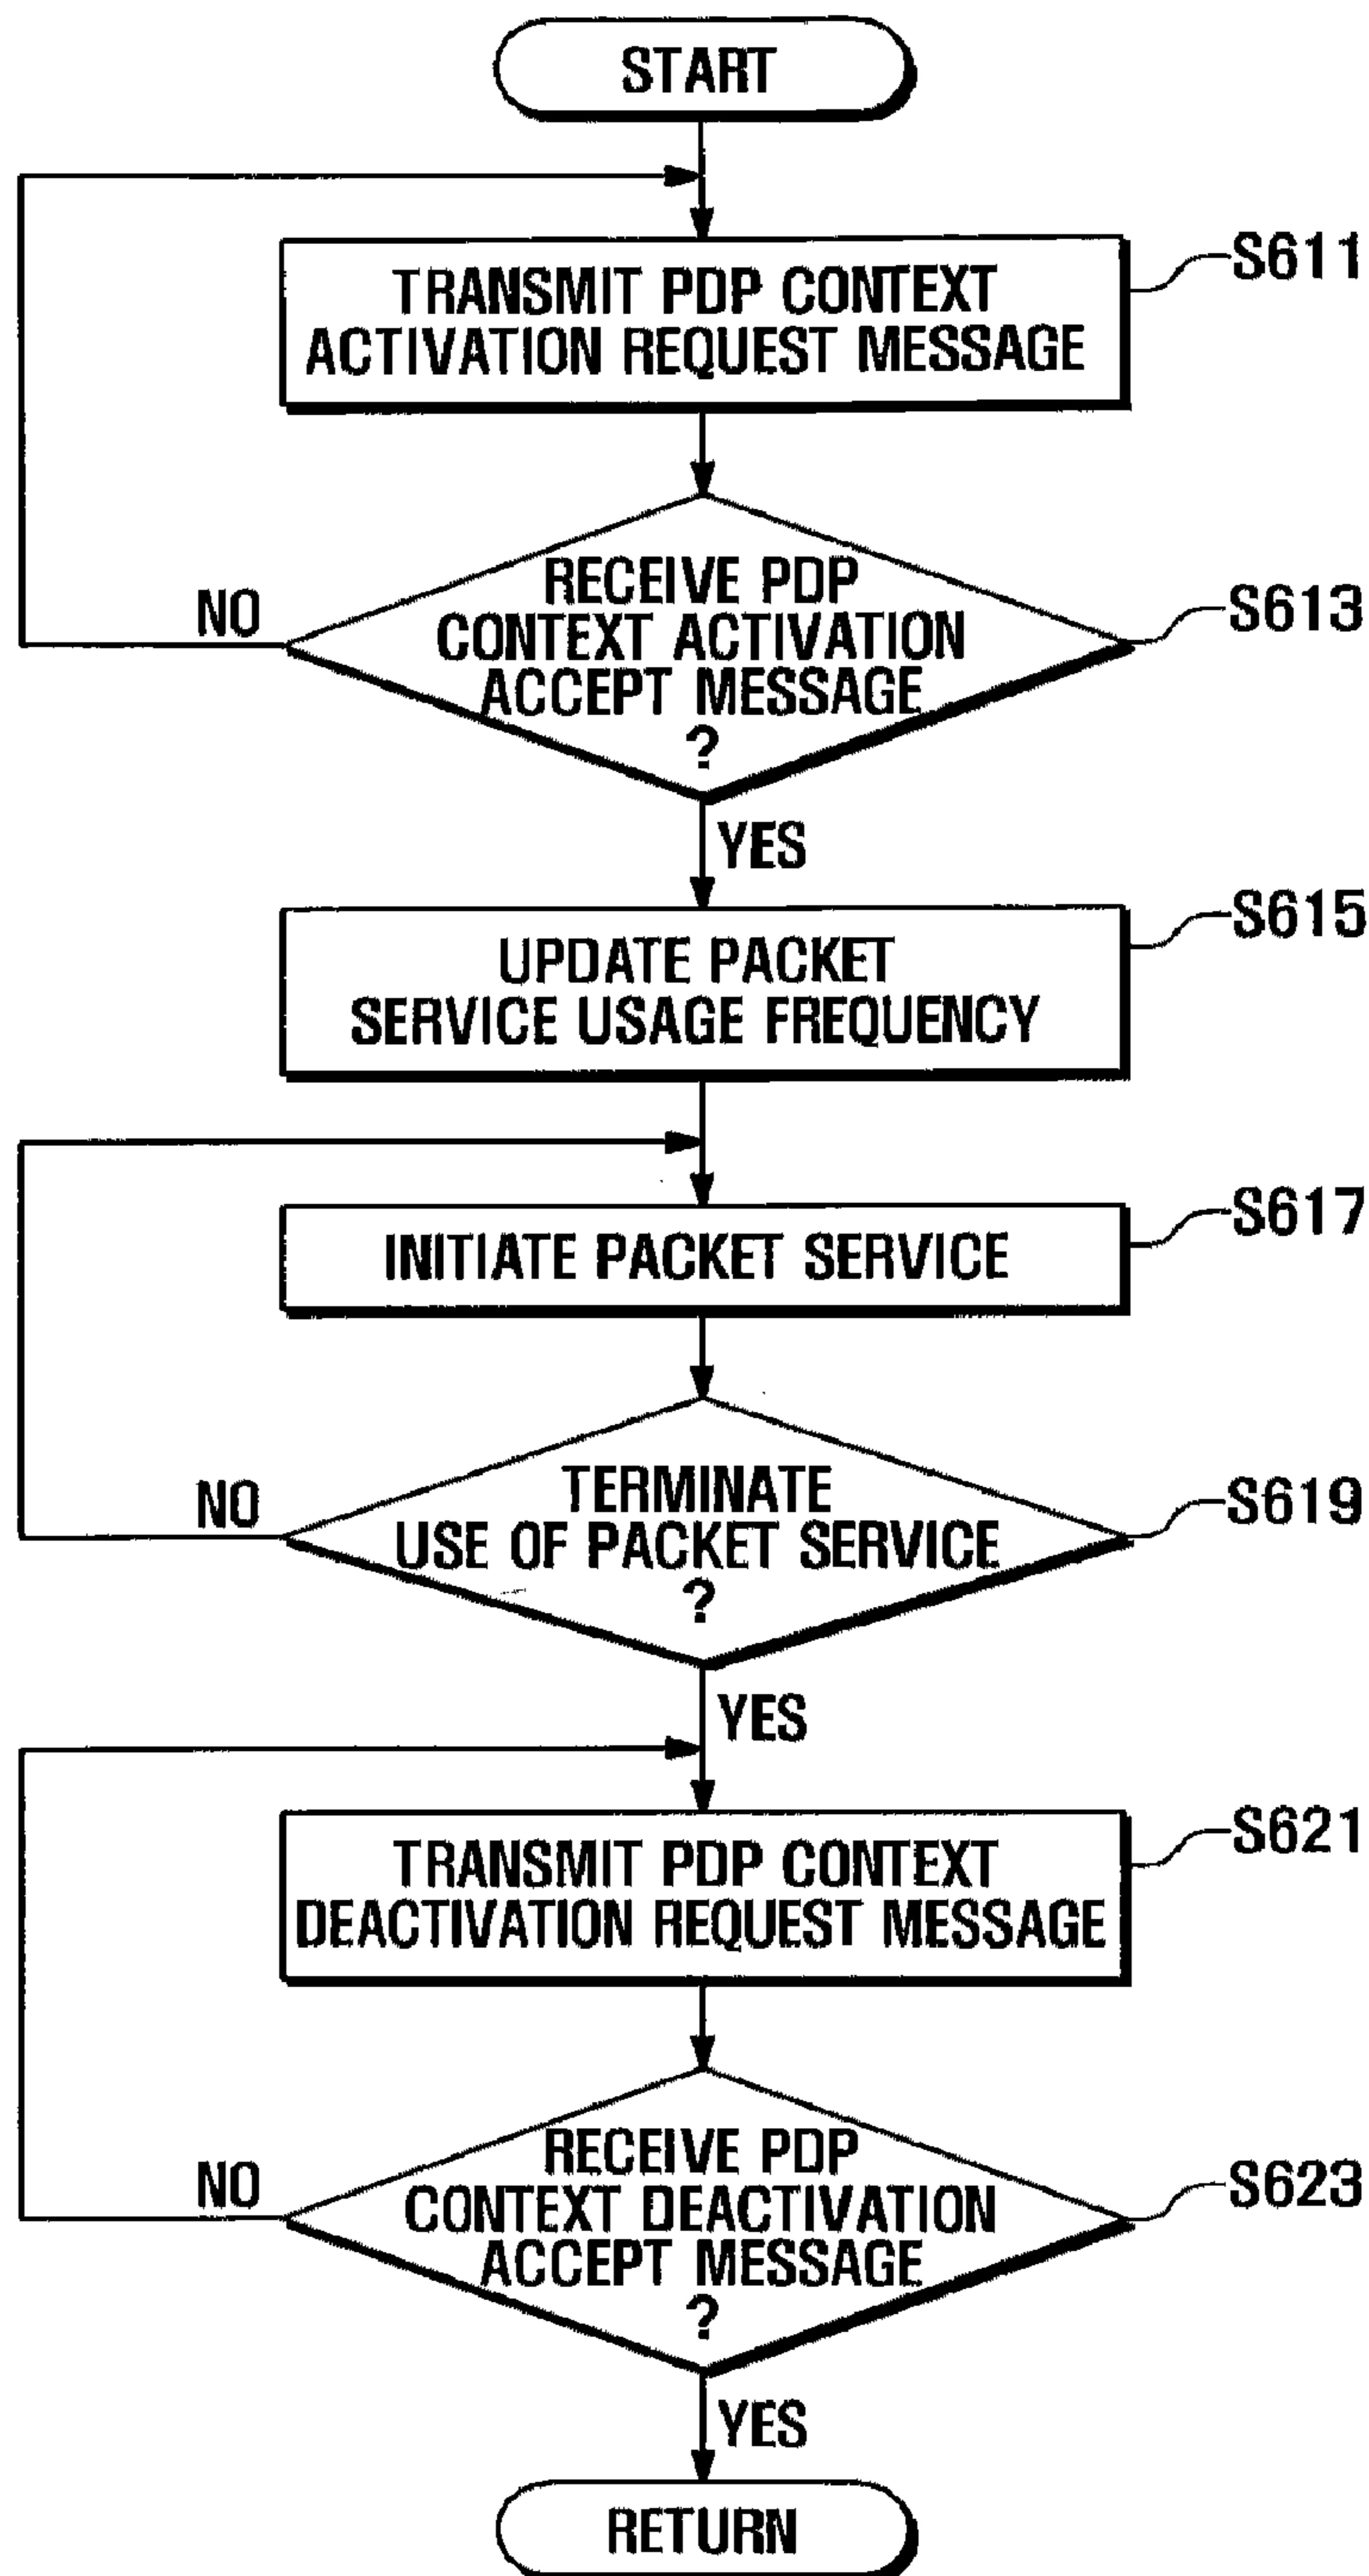 START
TRANSMIT PDP CONTEXT
ACTIVATION REQUEST MESSAGE
S611
RECEIVE PDP
CONTEXT ACTIVATION
ACCEPT MESSAGE
?
S613
NO
YES
UPDATE PACKET
SERVICE USAGE FREQUENCY
S615
INITIATE PACKET SERVICE
S617
TERMINATE
USE OF PACKET SERVICE
?
S619
NO
YES
TRANSMIT PDP CONTEXT
DEACTIVATION REQUEST MESSAGE
S621
RECEIVE PDP
CONTEXT DEACTIVATION
ACCEPT MESSAGE
?
S623
NO
YES
RETURN